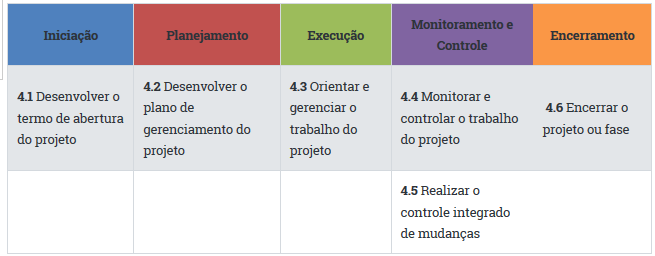 Iniciação
Planejamento
Execução
Monitoramento e
Controle
Encerramento
4.1 Desenvolver o
termo de abertura
do projeto
4.2 Desenvolver o
plano de
gerenciamento do
projeto
4.3 Orientar e
gerenciar o
trabalho do
projeto
4.4 Monitorar e
controlar o trabalho
do projeto
4.6 Encerrar o
projeto ou fase
4.5 Realizar o
controle integrado
de mudanças